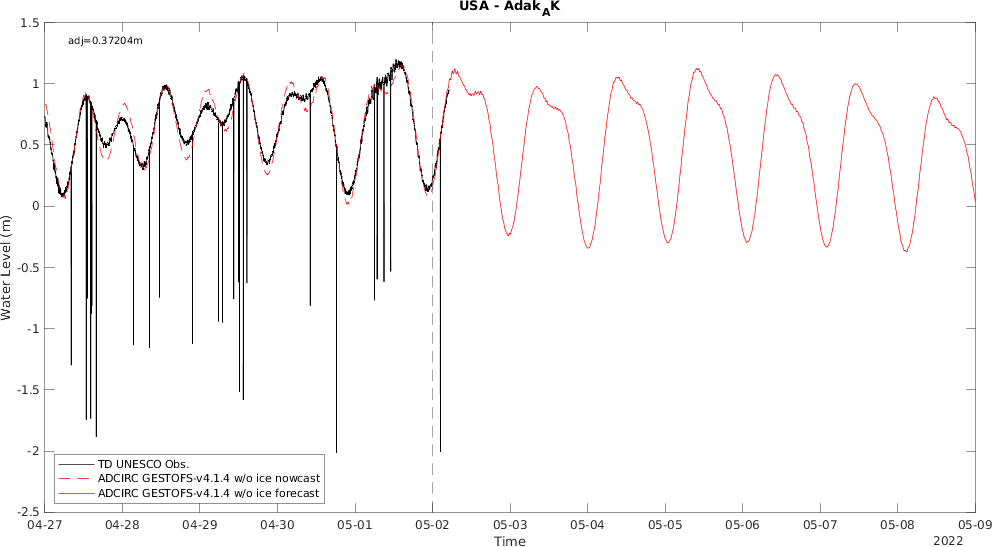 USA - Adak_AK
adj=0.37204m
1.5
1
0.5
0
-0.5
-1
-1.5
-2
-2.5
Water Level (m)
TD UNESCO Obs.
ADCIRC GESTOFS-v4.1.4 w/o ice nowcast
ADCIRC GESTOFS-v4.1.4 w/o ice forecast
04-27 04-28 04-29 04-30 05-01 05-02 05-03 05-04 05-05 05-06 05-07 05-08 05-09
Time
2022